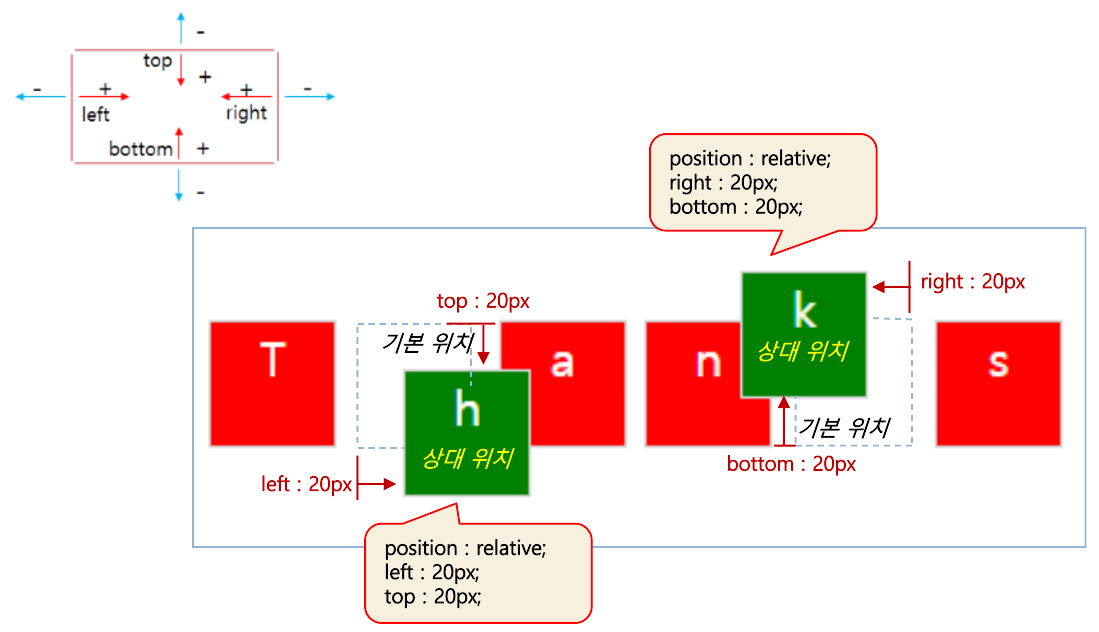 -
top
+
-
+
+
-
left
right
bottom
+
-
position : relative;
right : 20px;
bottom : 20px;
top : 20px
right : 20px
T
기본 위치
a
n
k
상대 위치
s
h
상대 위치
기본 위치
left : 20px
bottom : 20px
position : relative;
left : 20px;
top : 20px;